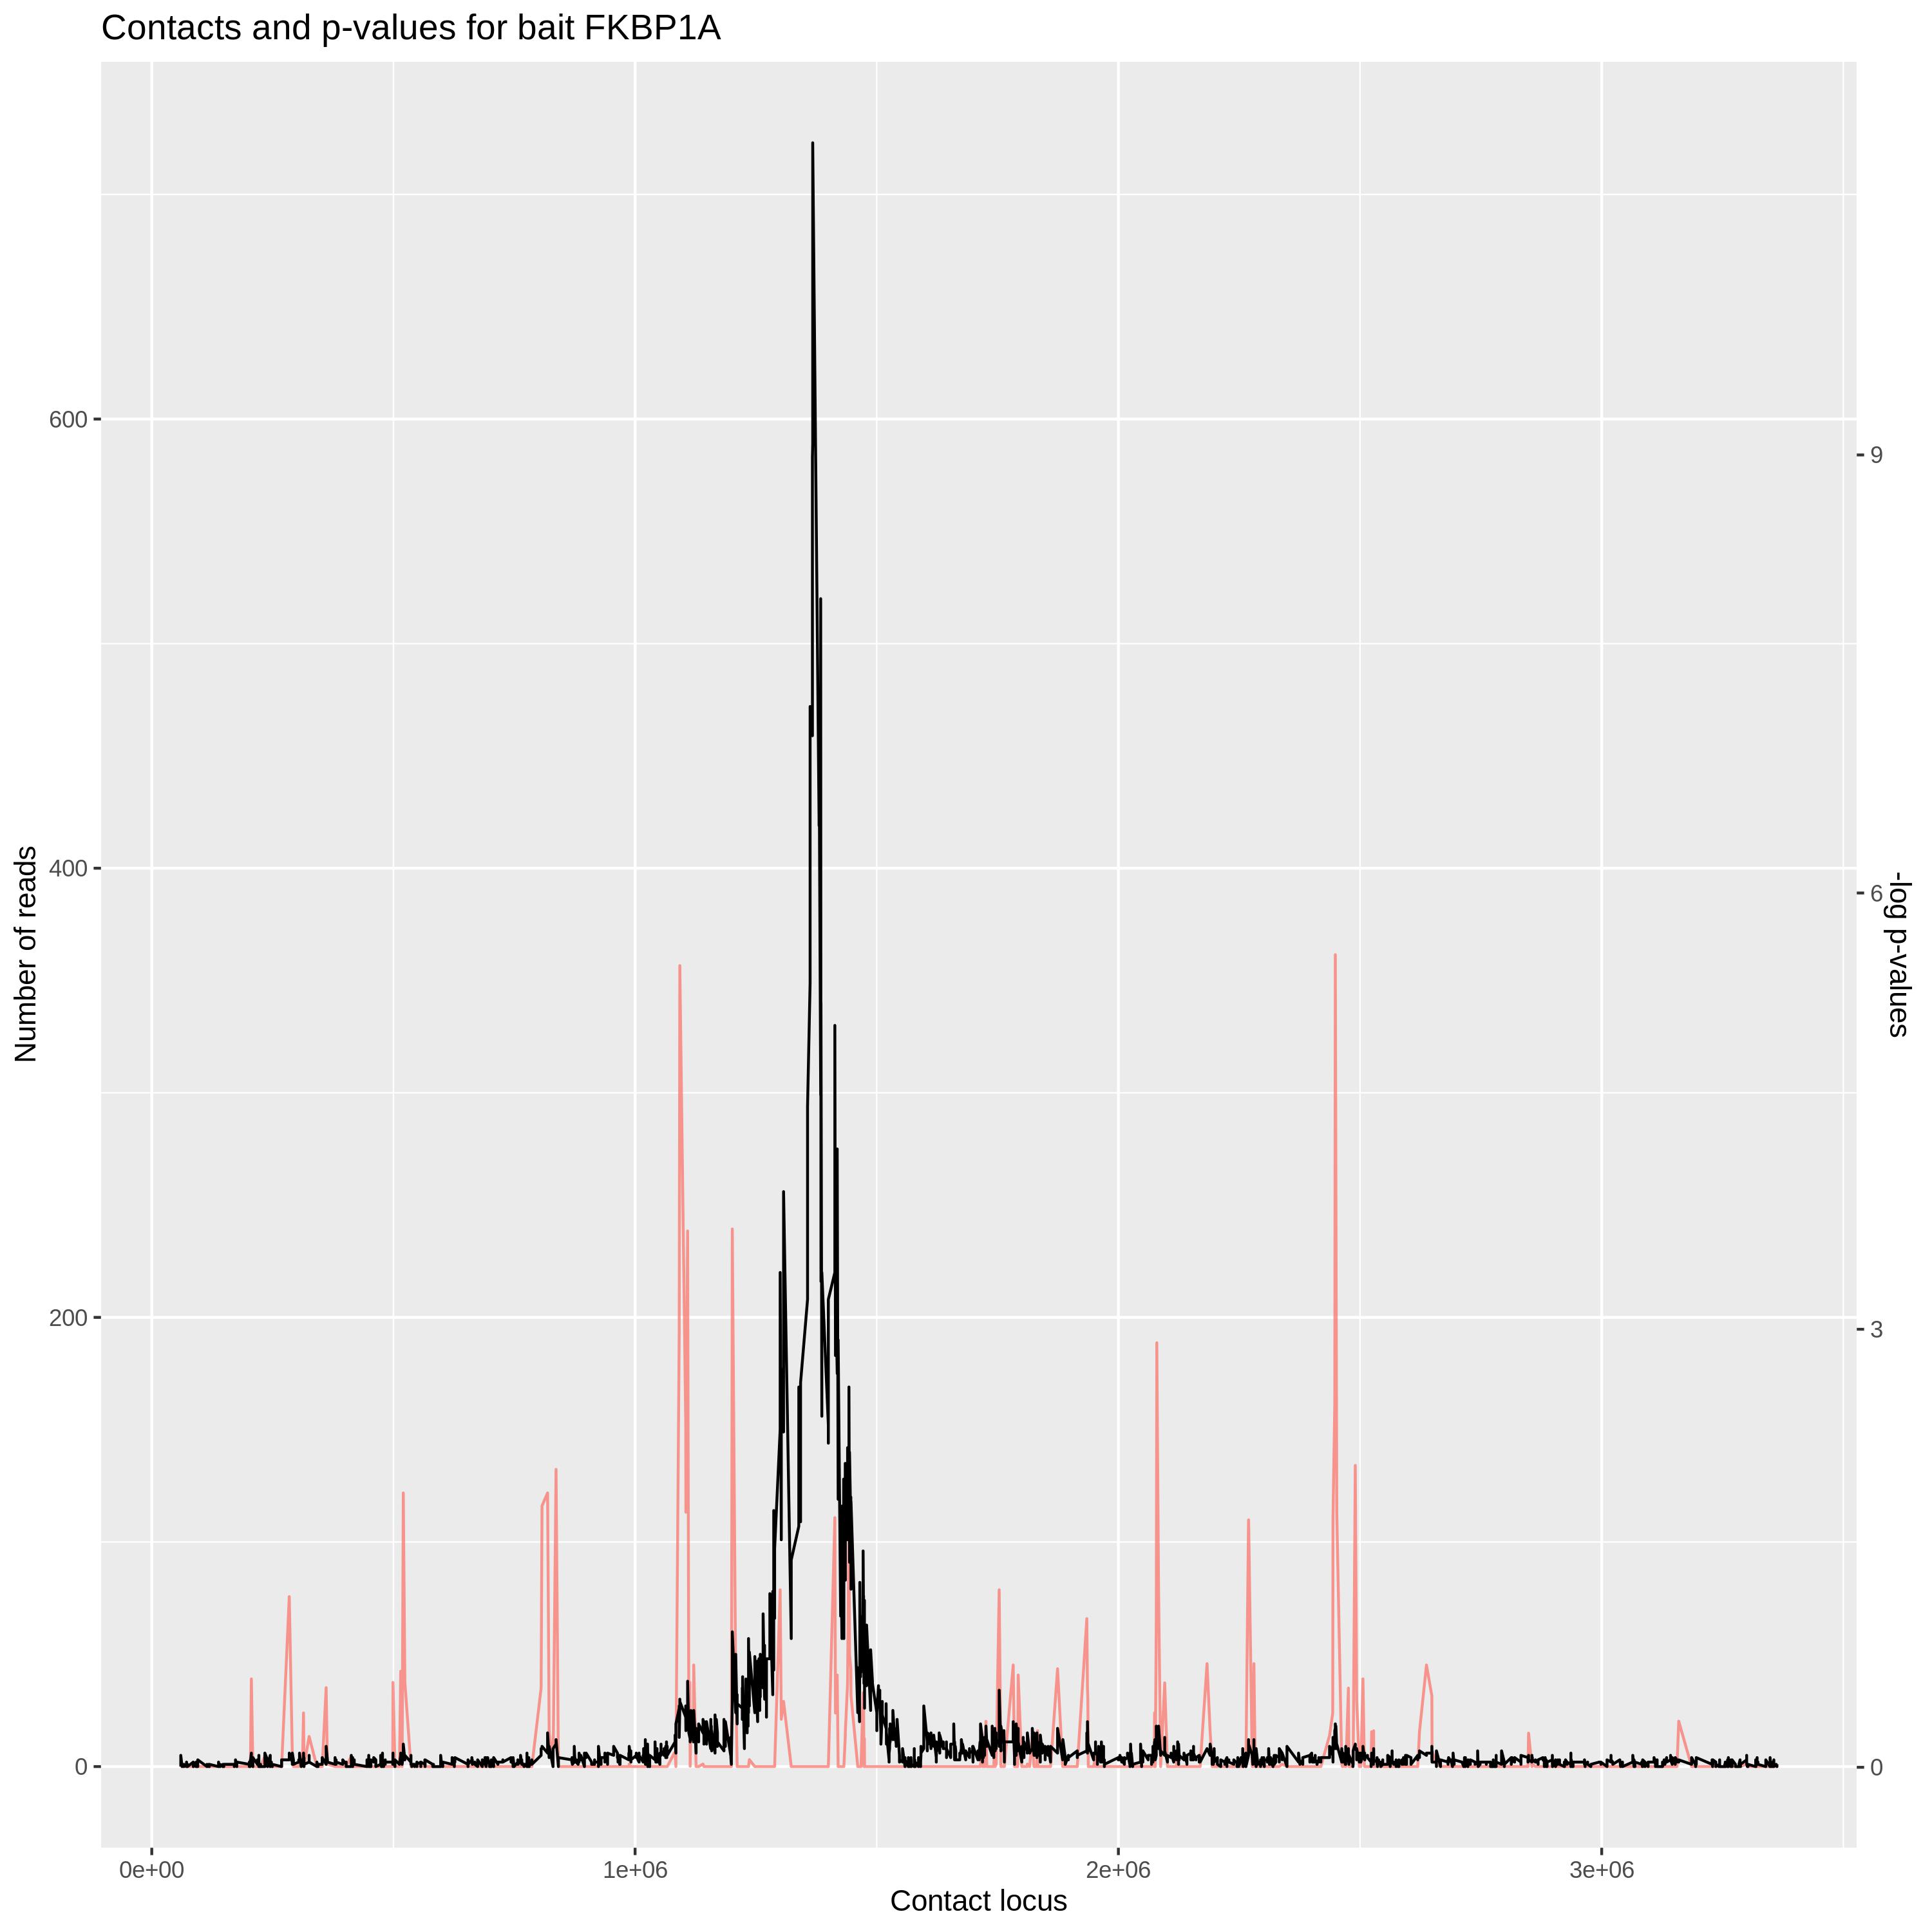 Contacts and p-values for bait FKBP1A
600
400
200
0
Number of reads
9
6
3
0
-log p-values
0e+00 1e+06 2e+06 3e+06
Contact locus